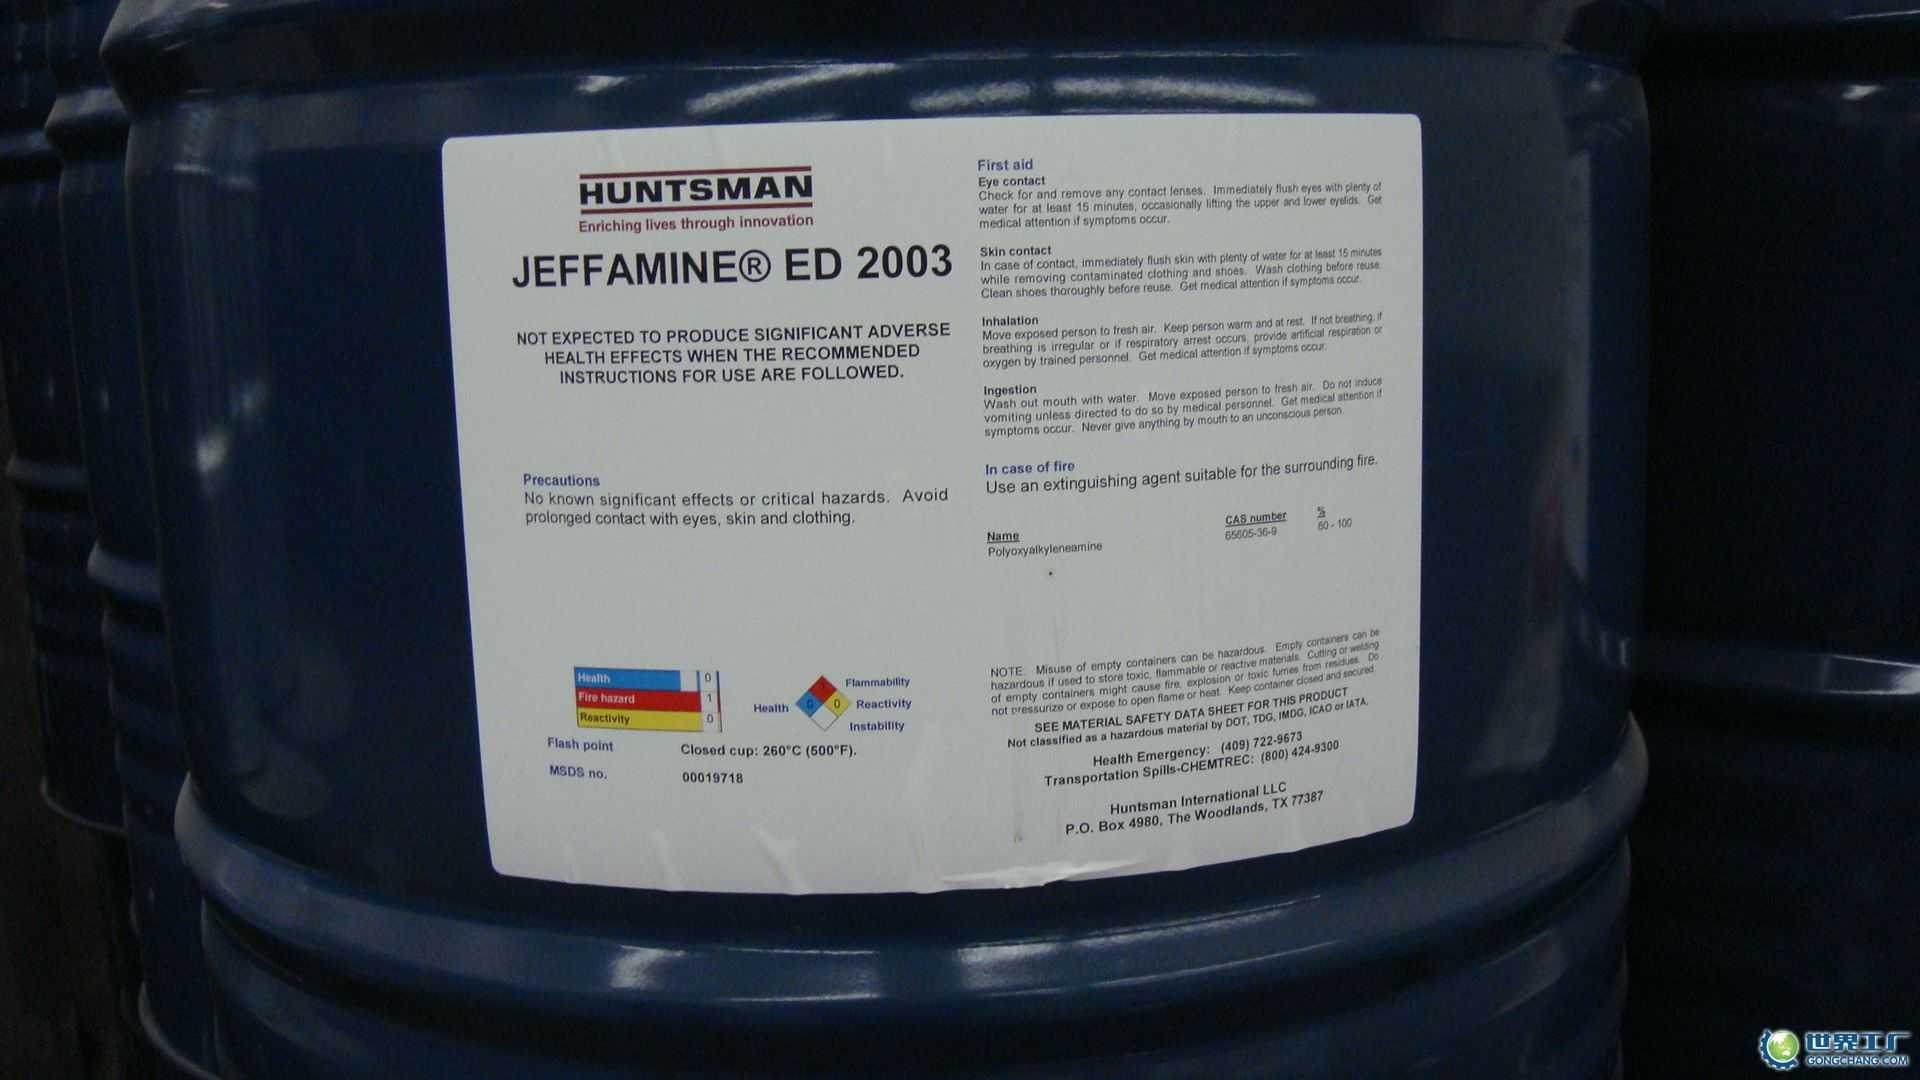 HUNTSMAN
Enriching lives through innovation
JEFFAMINE® ED 2003
NOT EXPECTED TO PRODUCE SIGNIFICANT ADVERSE
HEALTH EFFECTS WHEN THE RECOMMENDED
INSTRUCTIONS FOR USE ARE FOLLOWED.
Precautions
No known significant effects or critical hazards. Avoid
prolonged contact with eyes, skin and clothing.
Health 0
Fire hazard 1
Reactivity 0
Health 0 1 0
Flammability
Reactivity
Instability
Flash point Closed cup: 260°C (500°F).
MSDS no. 00019718
First aid
Eye contact
Check for and remove any contact lenses. Immediately flush eyes with plenty of
water for at least 15 minutes, occasionally lifting the upper and lower eyelids. Get
medical attention if symptoms occur.
Skin contact
In case of contact, immediately flush skin with plenty of water for at least 15 minutes
while removing contaminated clothing and shoes. Wash clothing before reuse.
Clean shoes thoroughly before reuse. Get medical attention if symptoms occur.
Inhalation
Move exposed person to fresh air. Keep person warm and at rest. If not breathing, if
breathing is irregular or if respiratory arrest occurs, provide artificial respiration or
oxygen by trained personnel. Get medical attention if symptoms occur.
Ingestion
Wash out mouth with water. Move exposed person to fresh air. Do not induce
vomiting unless directed to do so by medical personnel. Get medical attention if
symptoms occur. Never give anything by mouth to an unconscious person.
In case of fire
Use an extinguishing agent suitable for the surrounding fire.
Name CAS number %
Polyoxyalkyleneamine 65605-36-9 60 - 100
NOTE: Misuse of empty containers can be hazardous. Empty containers can be
hazardous if used to store toxic, flammable or reactive materials. Cutting or welding
of empty containers might cause fire, explosion or toxic fumes from residues. Do
not pressurize or expose to open flame or heat. Keep container closed and secured.
SEE MATERIAL SAFETY DATA SHEET FOR THIS PRODUCT
Not classified as a hazardous material by DOT, TDG, IMDG, ICAO or IATA.
Health Emergency: (409) 722-9673
Transportation Spills-CHEMTREC: (800) 424-9300
Huntsman International LLC
P.O. Box 4980, The Woodlands, TX 77387
世界工厂
GONGCHANG.COM